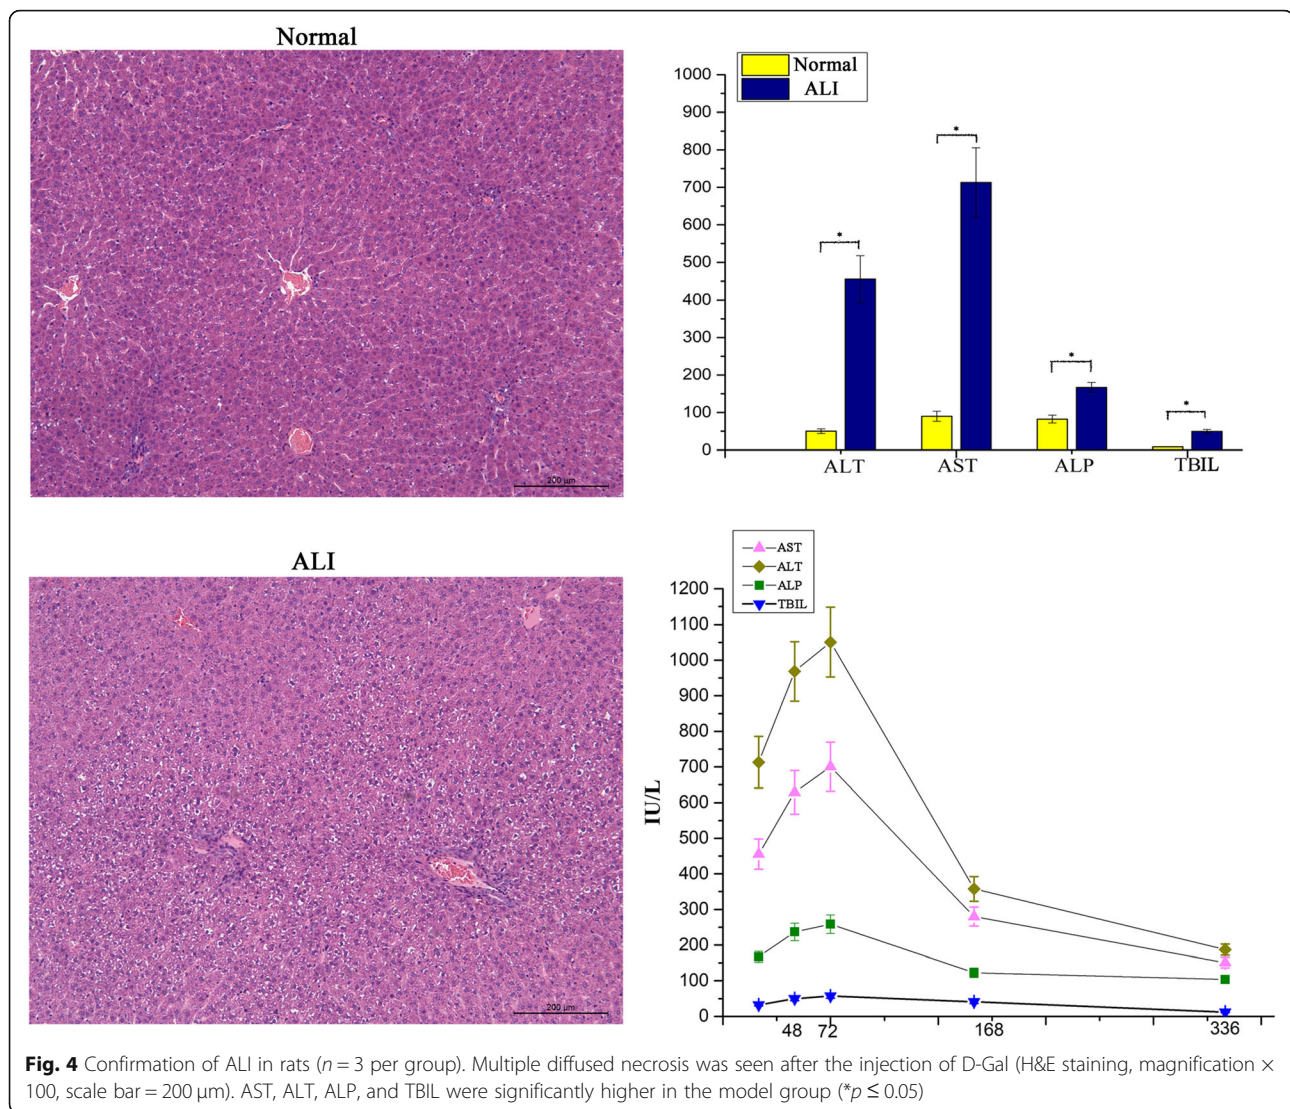 Normal
200 μm
1000
900
800
700
600
500
400
300
200
100
0
Normal
ALI
*
*
*
*
ALT AST ALP TBIL
ALI
200 μm
AST
ALT
ALP
TBIL
IU/L
1200
1100
1000
900
800
700
600
500
400
300
200
100
0
48 72 168 336
Fig. 4 Confirmation of ALI in rats (n = 3 per group). Multiple diffused necrosis was seen after the injection of D-Gal (H&E staining, magnification ×
100, scale bar = 200 μm). AST, ALT, ALP, and TBIL were significantly higher in the model group (*p ≤ 0.05)